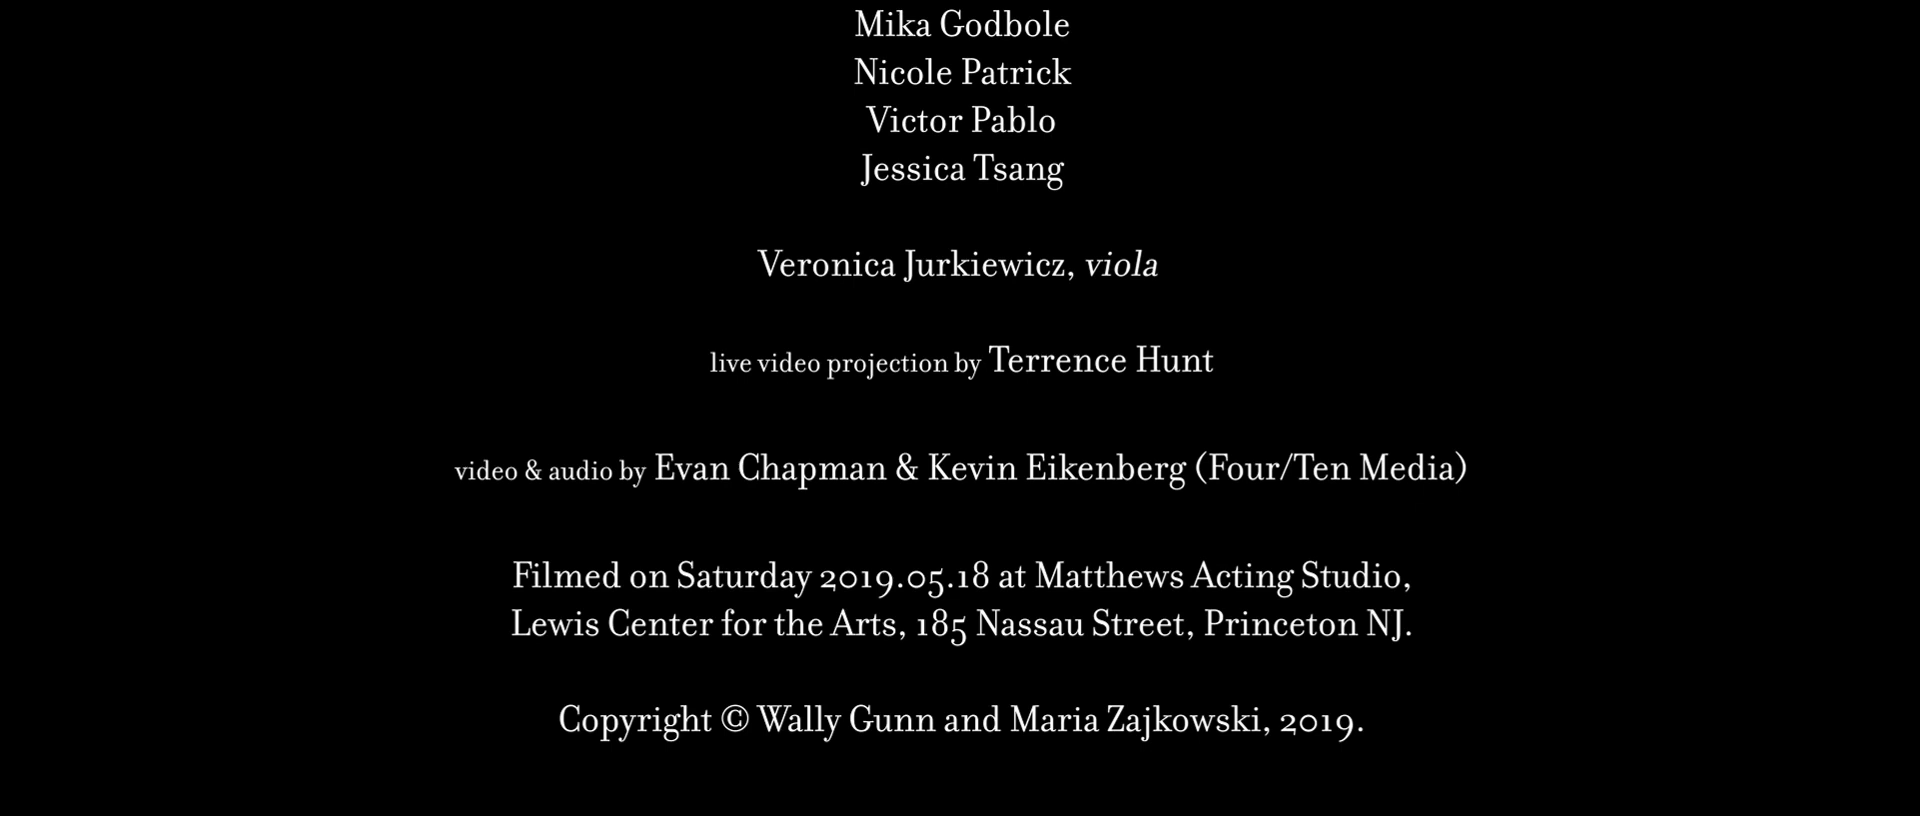 Mika Godbole
Nicole Patrick
Victor Pablo
Jessica Tsang
Veronica Jurkiewicz, viola
live video projection by Terrence Hunt
video & audio by Evan Chapman & Kevin Eikenberg (Four/Ten Media)
Filmed on Saturday 2019.05.18 at Matthews Acting Studio,
Lewis Center for the Arts, 185 Nassau Street, Princeton NJ.
Copyright © Wally Gunn and Maria Zajkowski, 2019.